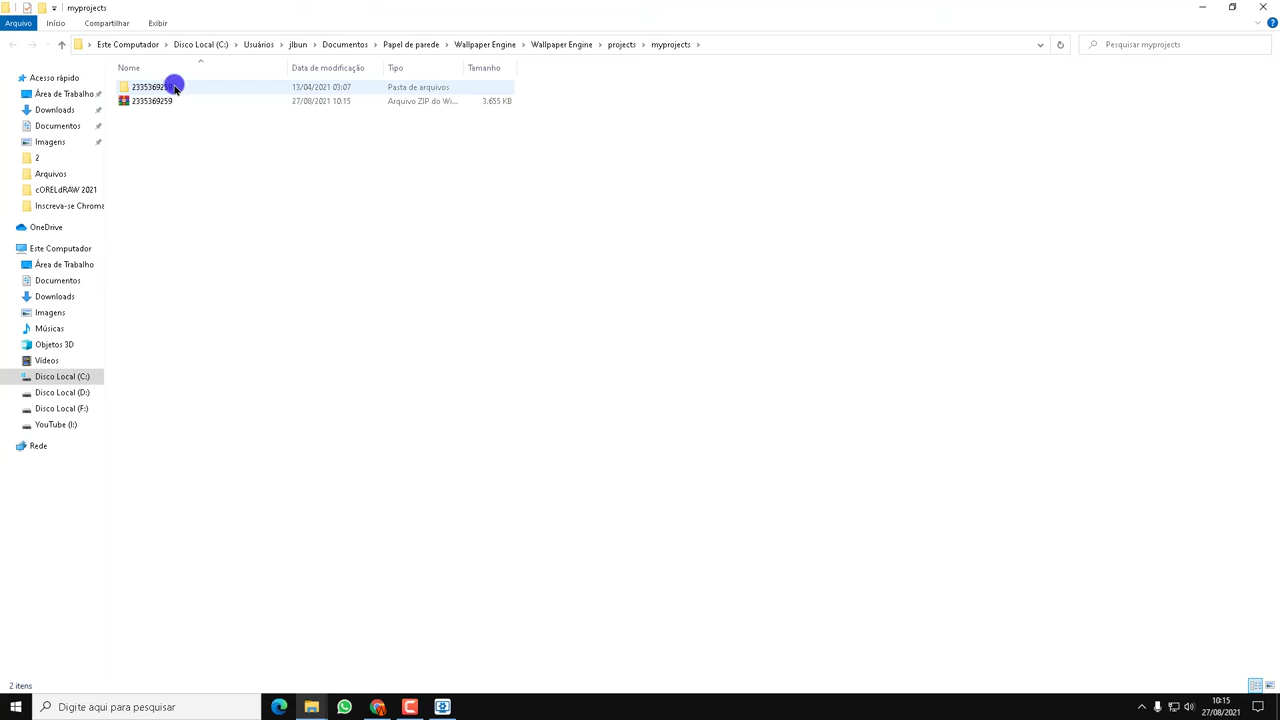 myprojects
Arquivo Início Compartilhar Exibir
Este Computador Disco Local (C:) Usuários jlbun Documentos Papel de parede Wallpaper Engine Wallpaper Engine projects myprojects Pesquisar myprojects
Nome Data de modificação Tipo Tamanho
Acesso rápido
Área de Trabalho
Downloads
Documentos
Imagens
2
Arquivos
cORELdRAW 2021
Inscreva-se Chroma
OneDrive
Este Computador
Área de Trabalho
Documentos
Downloads
Imagens
Músicas
Objetos 3D
Vídeos
Disco Local (C:)
Disco Local (D:)
Disco Local (F:)
YouTube (I:)
Rede
13/04/2021 03:07 Pasta de arquivos
2335369259 27/08/2021 10:15 Arquivo ZIP do Wi... 3.655 KB
2 itens
Digite aqui para pesquisar
10:15
27/08/2021